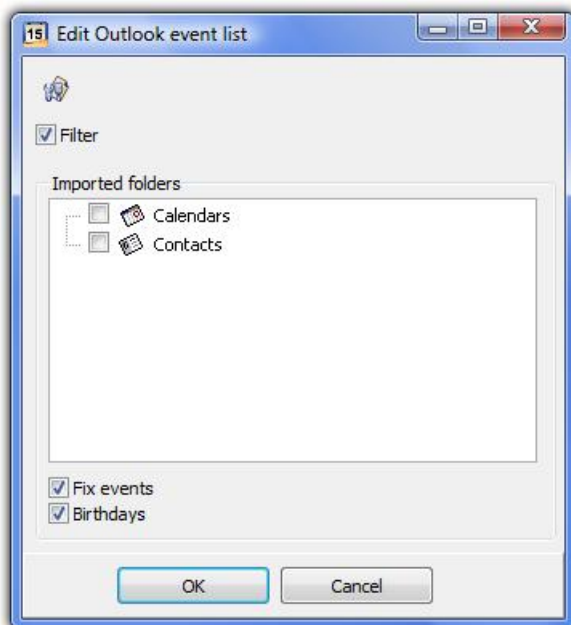 15 Edit Outlook event list
Filter
Imported folders
Calendars
Contacts
Fix events
Birthdays
OK Cancel